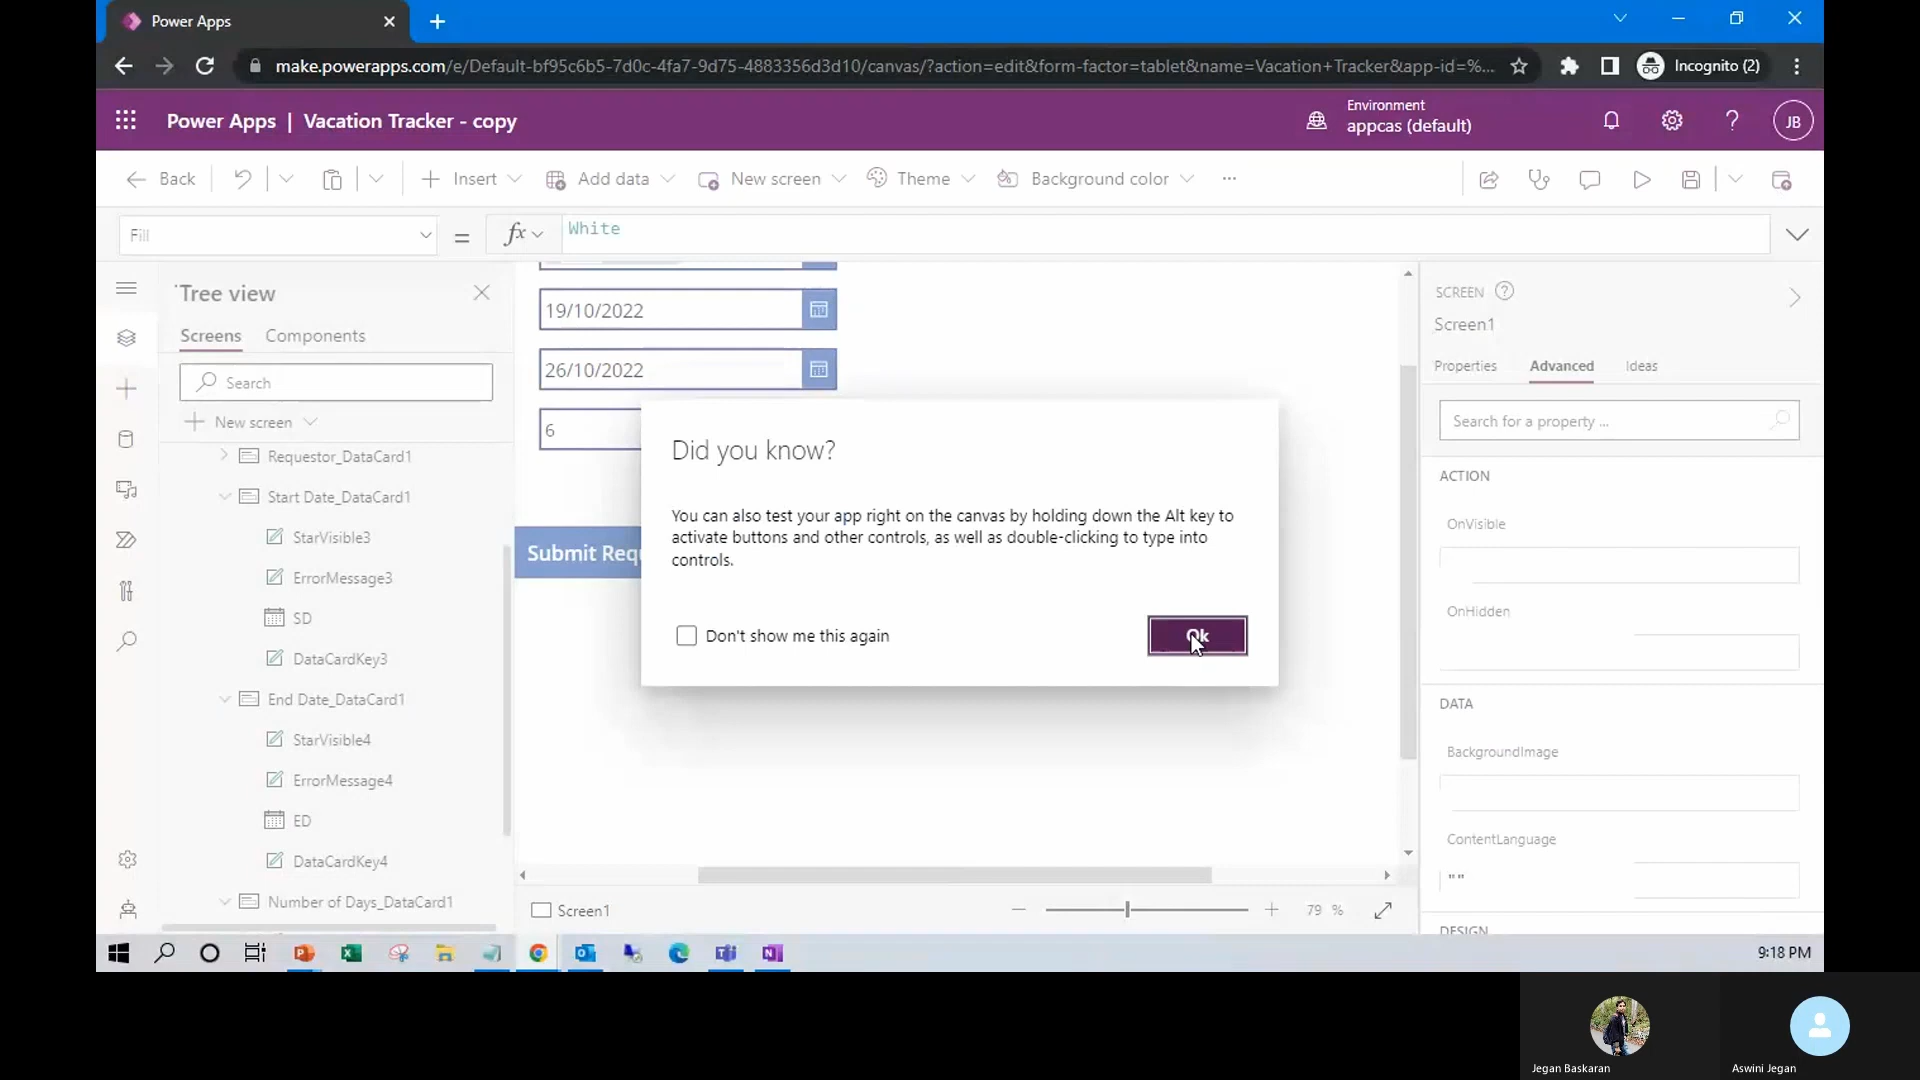 Power Apps
make.powerapps.com/e/Default-bf95c6b5-7d0c-4fa7-9d75-4883356d3d10/canvas/?action=edit&form-factor=tablet&name=Vacation+Tracker&app-id=%...
Incognito (2)
Power Apps | Vacation Tracker - copy
Environment
appcas (default)
JB
Back
Insert
Add data
New screen
Theme
Background color
Fill
=
fx
White
Tree view
Screens
Components
Search
New screen
Requestor_DataCard1
Start Date_DataCard1
StarVisible3
ErrorMessage3
SD
DataCardKey3
End Date_DataCard1
StarVisible4
ErrorMessage4
ED
DataCardKey4
Number of Days_DataCard1
19/10/2022
26/10/2022
6
Submit Requ
Did you know?
You can also test your app right on the canvas by holding down the Alt key to
activate buttons and other controls, as well as double-clicking to type into
controls.
Don't show me this again
Ok
Screen1
79 %
SCREEN
Screen1
Properties
Advanced
Ideas
Search for a property ...
ACTION
OnVisible
OnHidden
DATA
BackgroundImage
ContentLanguage
""
DESIGN
9:18 PM
Jegan Baskaran
Aswini Jegan